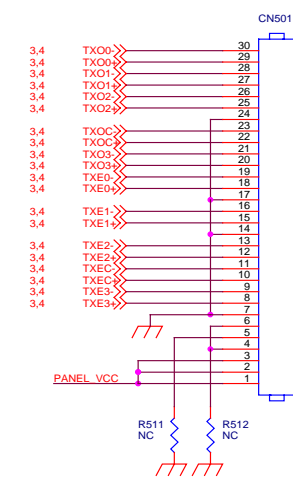 CN501
3,4 TXO0- 30
3,4 TXO0+ 29
3,4 TXO1- 28
3,4 TXO1+ 27
3,4 TXO2- 26
3,4 TXO2+ 25
24
3,4 TXOC- 23
3,4 TXOC+ 22
3,4 TXO3- 21
3,4 TXO3+ 20
3,4 TXE0- 19
3,4 TXE0+ 18
17
3,4 TXE1- 16
3,4 TXE1+ 15
14
3,4 TXE2- 13
3,4 TXE2+ 12
3,4 TXEC- 11
3,4 TXEC+ 10
3,4 TXE3- 9
3,4 TXE3+ 8
7
6
5
4
3
2
PANEL_VCC 1
R511 R512
NC NC